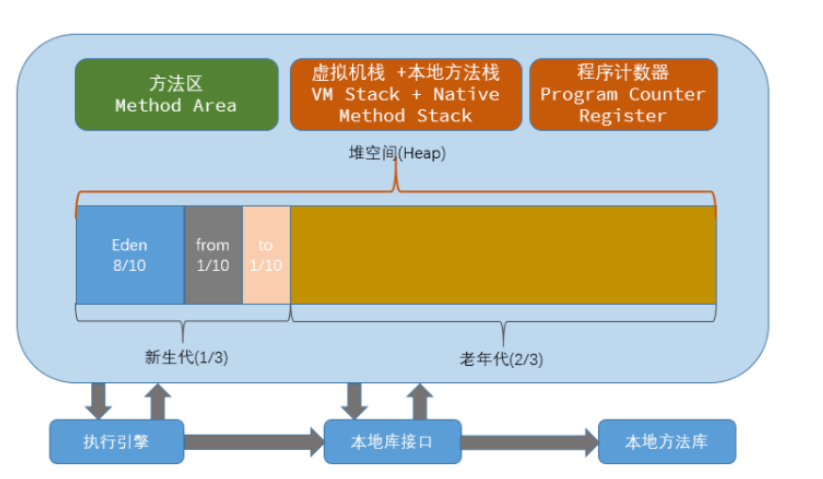 方法区
Method Area
虚拟机栈 +本地方法栈
VM Stack + Native
Method Stack
程序计数器
Program Counter
Register
堆空间(Heap)
Eden
8/10
from
1/10
to
1/10
新生代(1/3)
老年代(2/3)
执行引擎
本地库接口
本地方法库